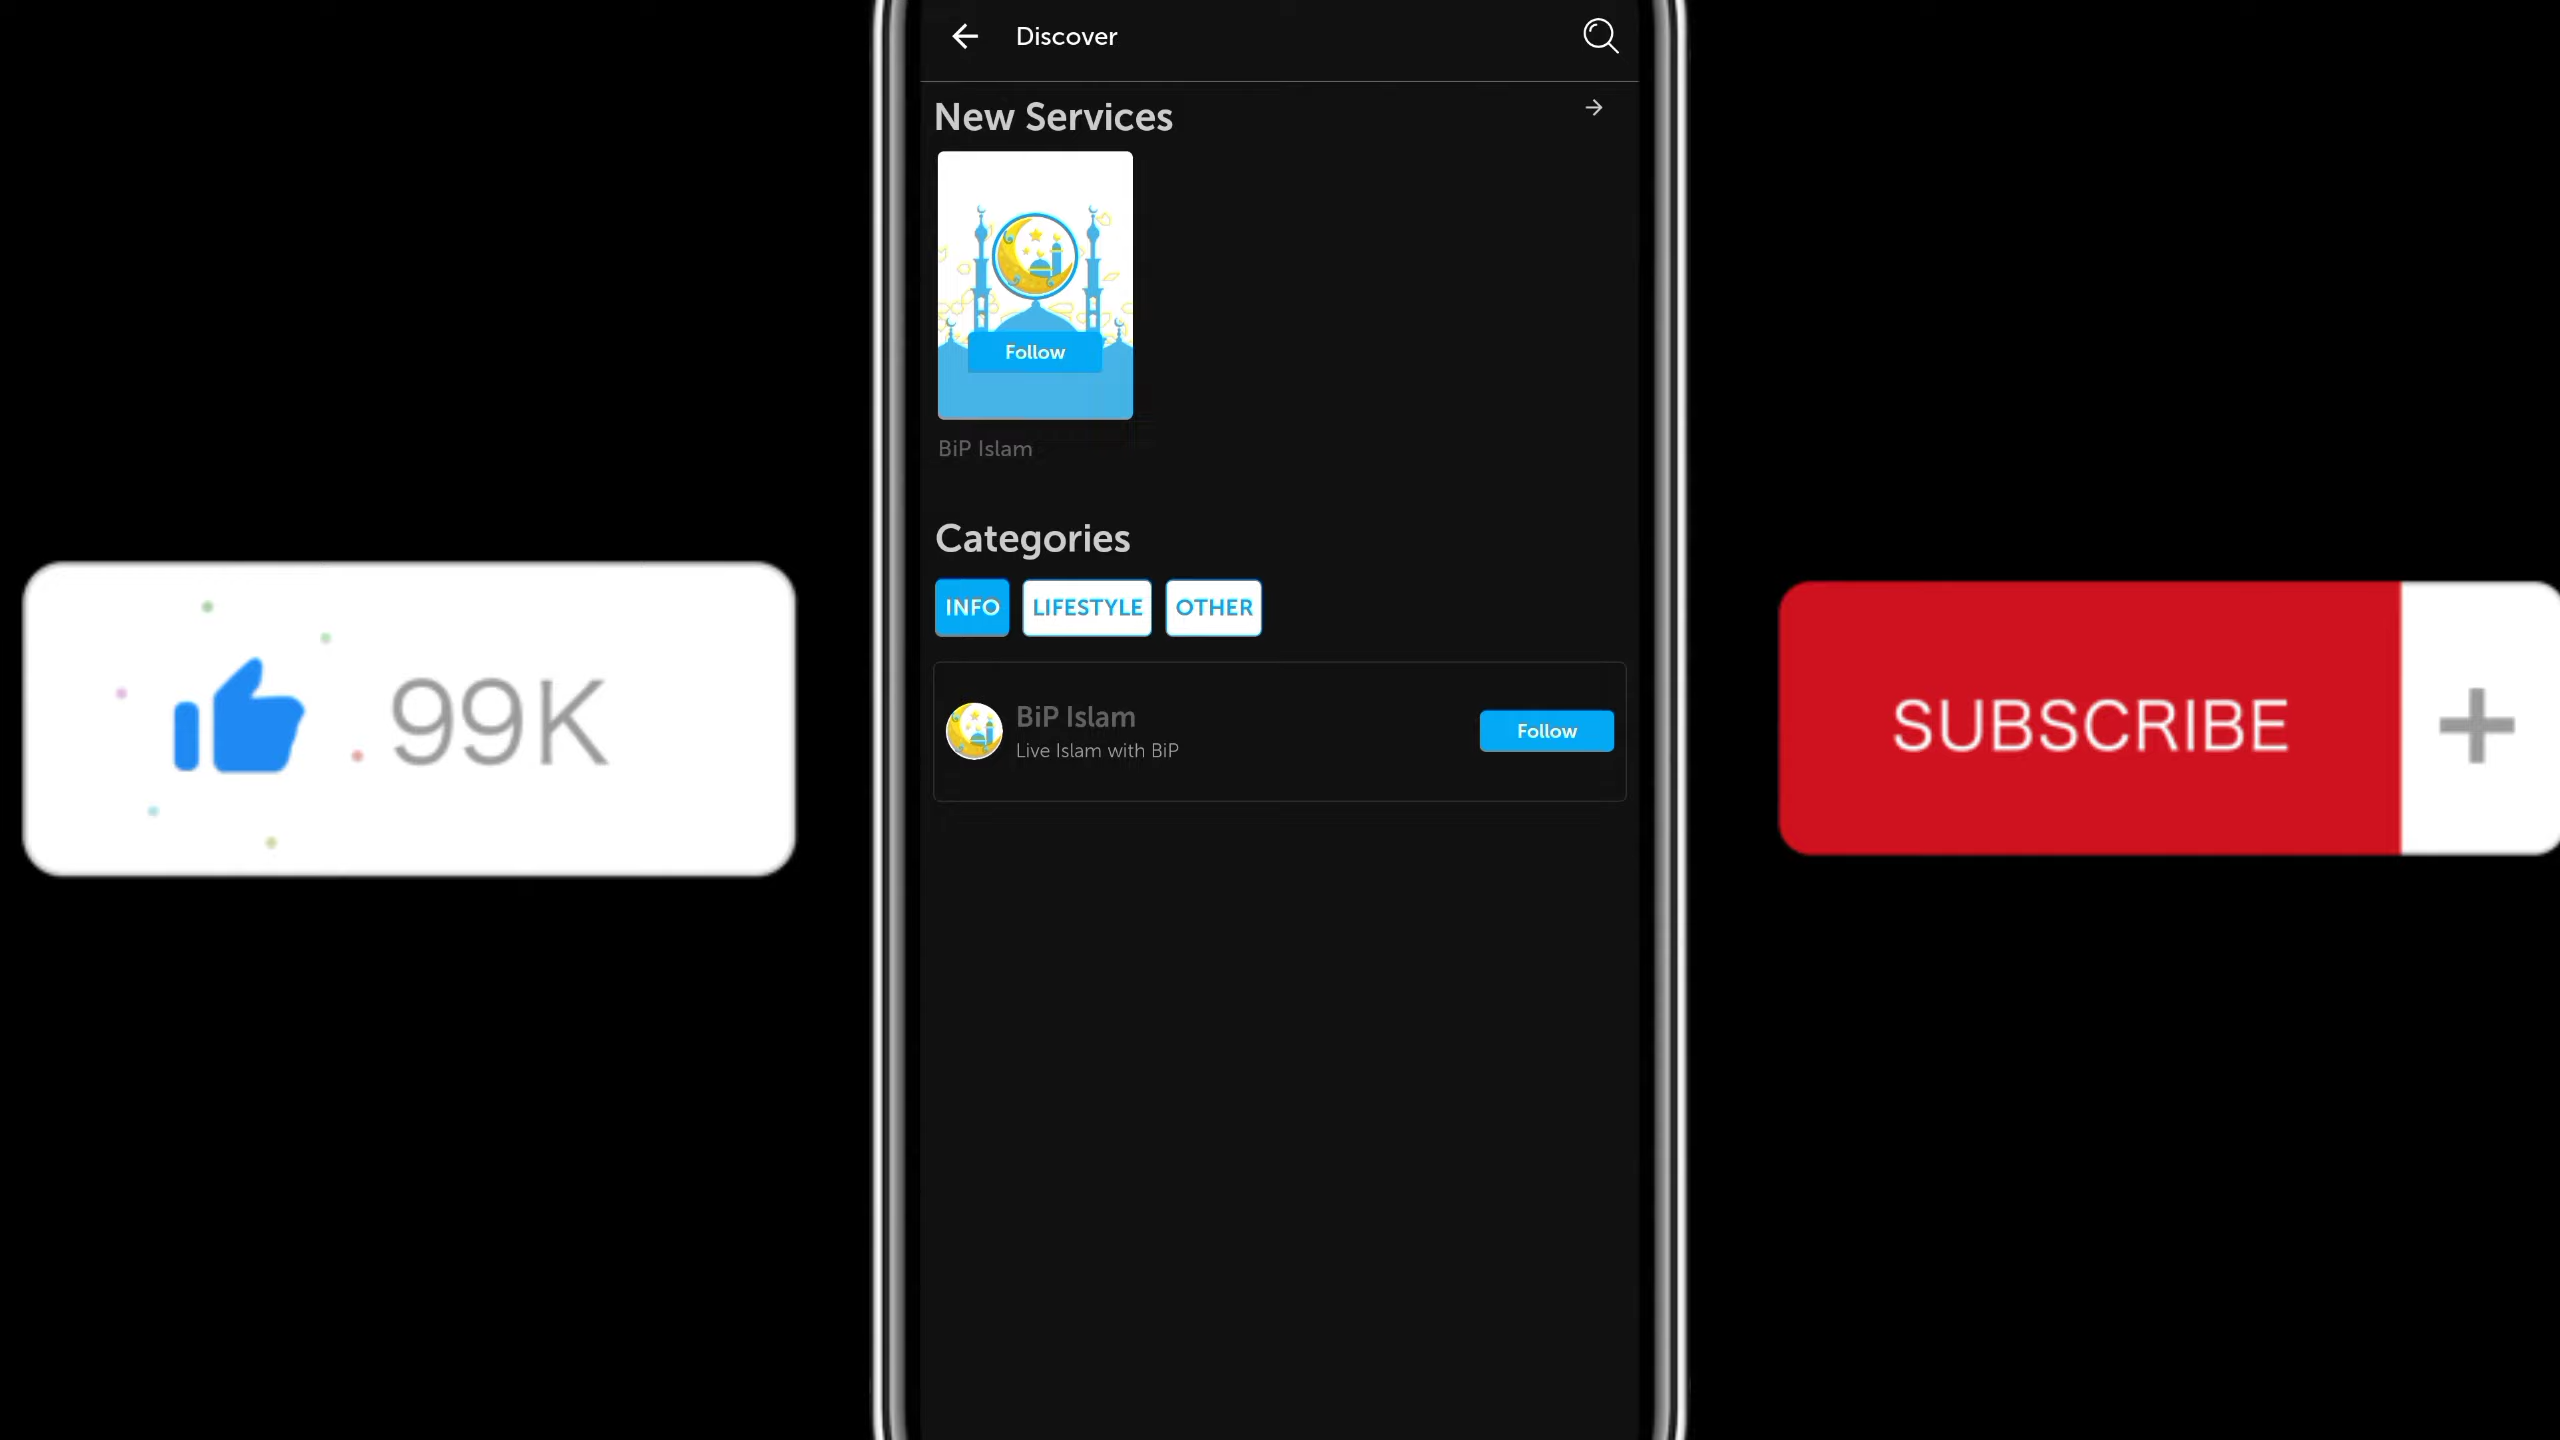 Discover
New Services
Follow
BiP Islam
Categories
INFO
LIFESTYLE
OTHER
BiP Islam
Live Islam with BiP
Follow
99K
SUBSCRIBE